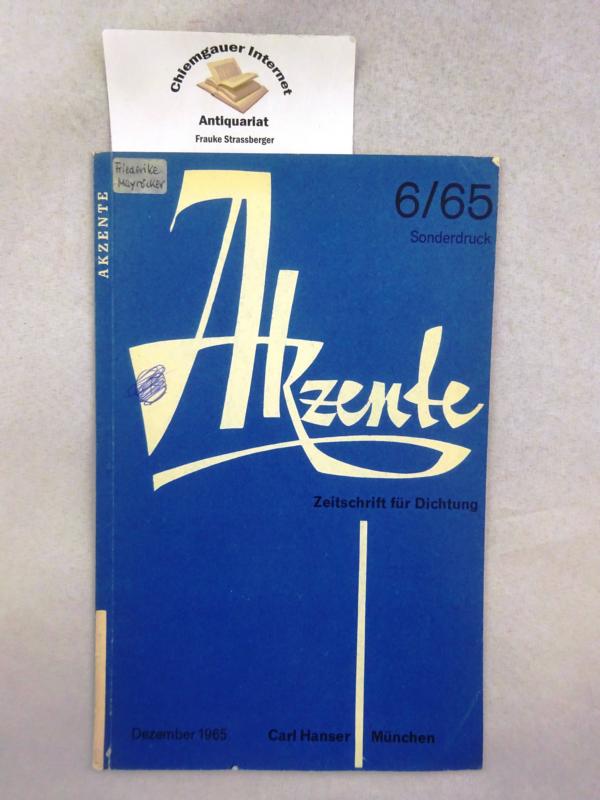 Chiemgauer Internet
Antiquariat
Frauke Strassberger
Friederike
Mayröcker
AKZENTE
6/65
Sonderdruck
Akzente
Zeitschrift für Dichtung
Dezember 1965
Carl Hanser München